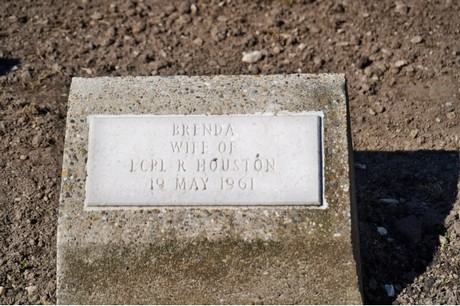 BRENDA
WIFE OF
LCPL R HOUSTON
19 MAY 1961